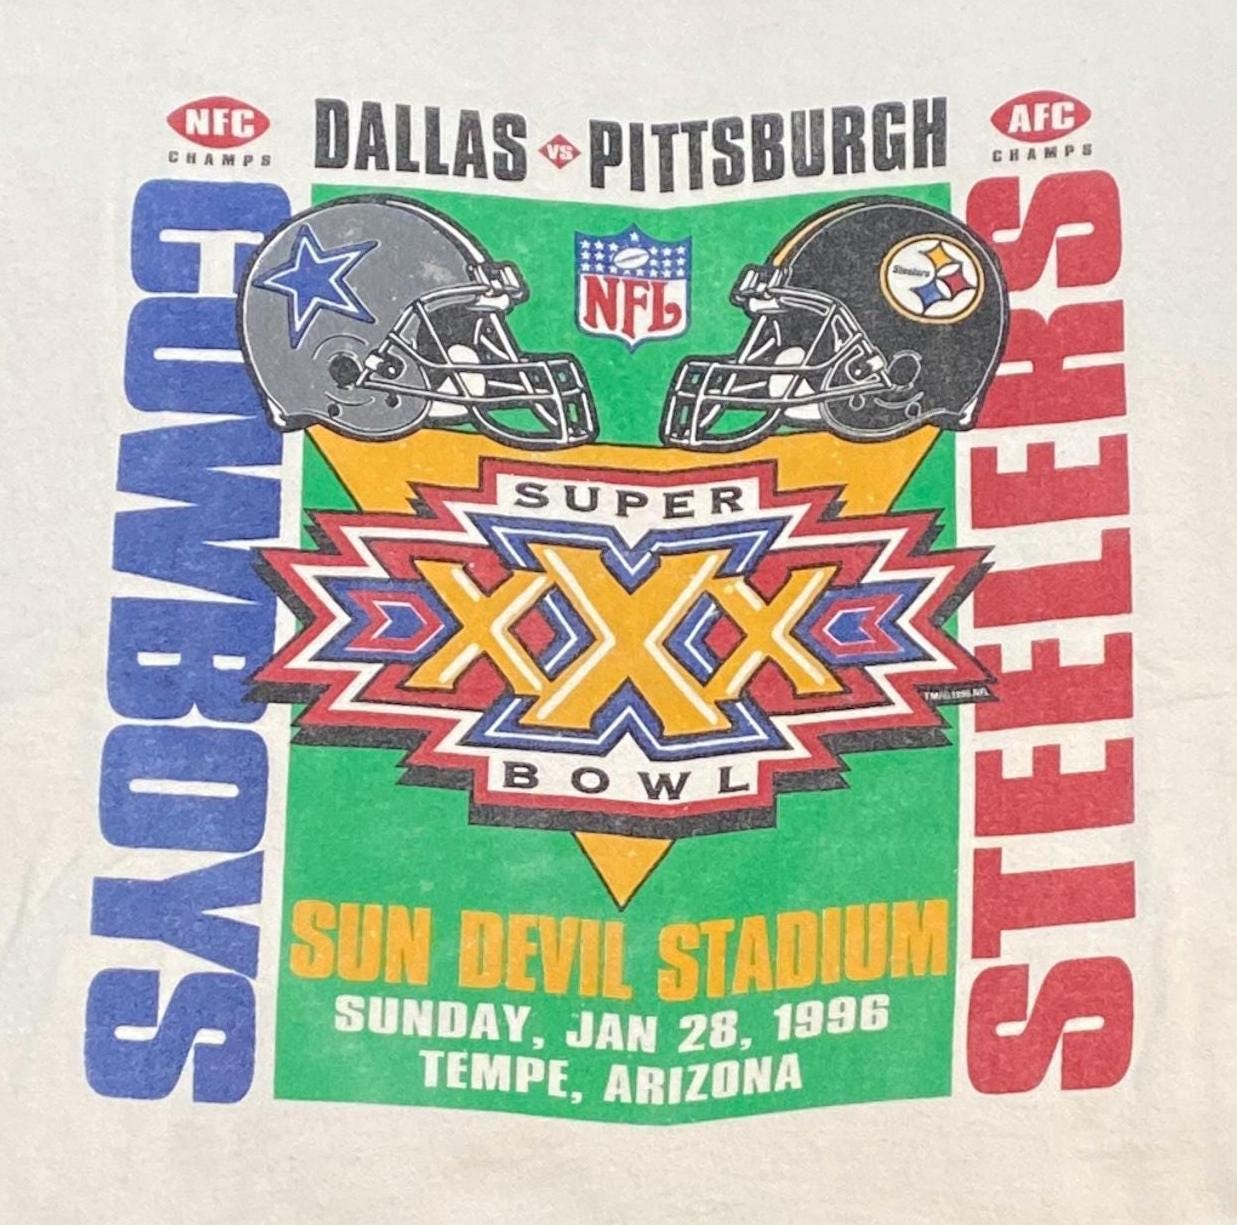 NFC
CHAMPS
DALLAS VS PITTSBURGH
AFC
CHAMPS
COWBOYS
NFL
Steelers
STEELERS
SUPER
XXX
BOWL
SUN DEVIL STADIUM
SUNDAY, JAN 28, 1996
TEMPE, ARIZONA